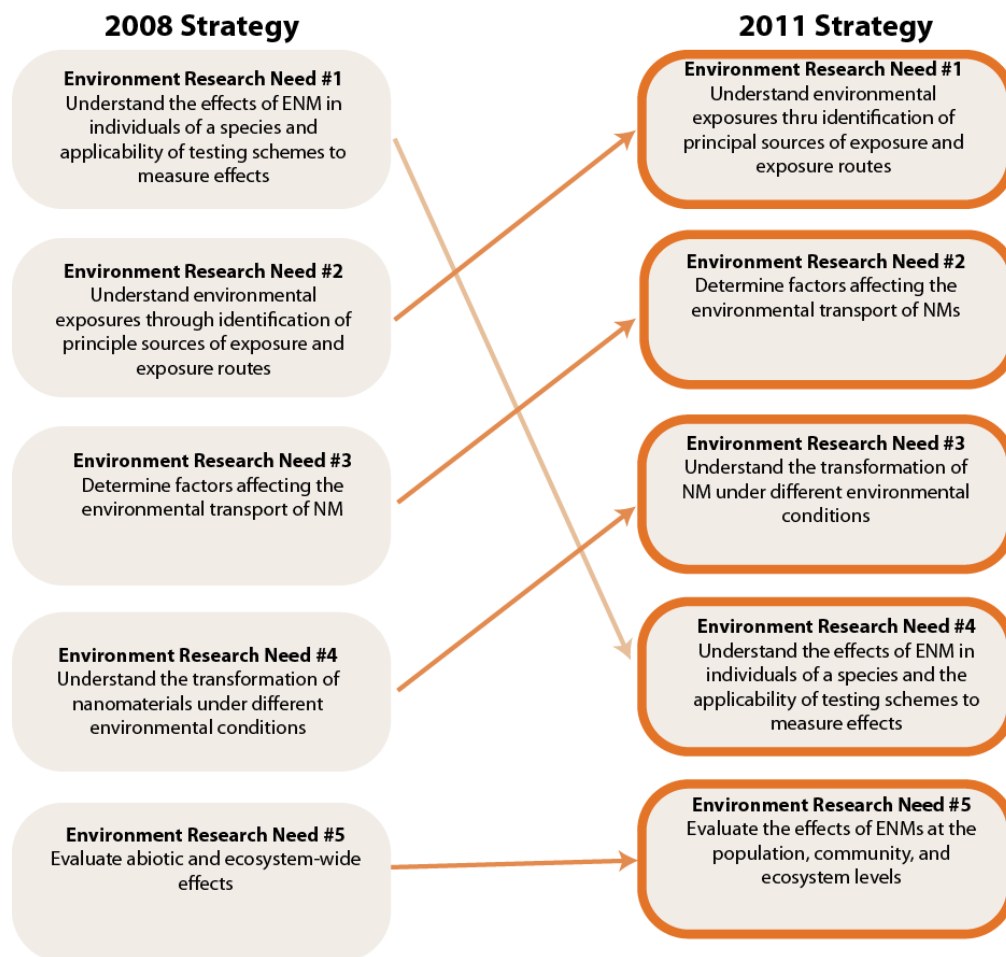 2008 Strategy
Environment Research Need #1
Understand the effects of ENM in
individuals of a species and
applicability of testing schemes to
measure effects
Environment Research Need #2
Understand environmental
exposures through identification of
principle sources of exposure and
exposure routes
Environment Research Need #3
Determine factors affecting the
environmental transport of NM
Environment Research Need #4
Understand the transformation of
nanomaterials under different
environmental conditions
Environment Research Need #5
Evaluate abiotic and ecosystem-wide
effects
2011 Strategy
Environment Research Need #1
Understand environmental
exposures thru identification of
principal sources of exposure and
exposure routes
Environment Research Need #2
Determine factors affecting the
environmental transport of NMs
Environment Research Need #3
Understand the transformation of
NM under different environmental
conditions
Environment Research Need #4
Understand the effects of ENM in
individuals of a species and the
applicability of testing schemes to
measure effects
Environment Research Need #5
Evaluate the effects of ENMs at the
population, community, and
ecosystem levels